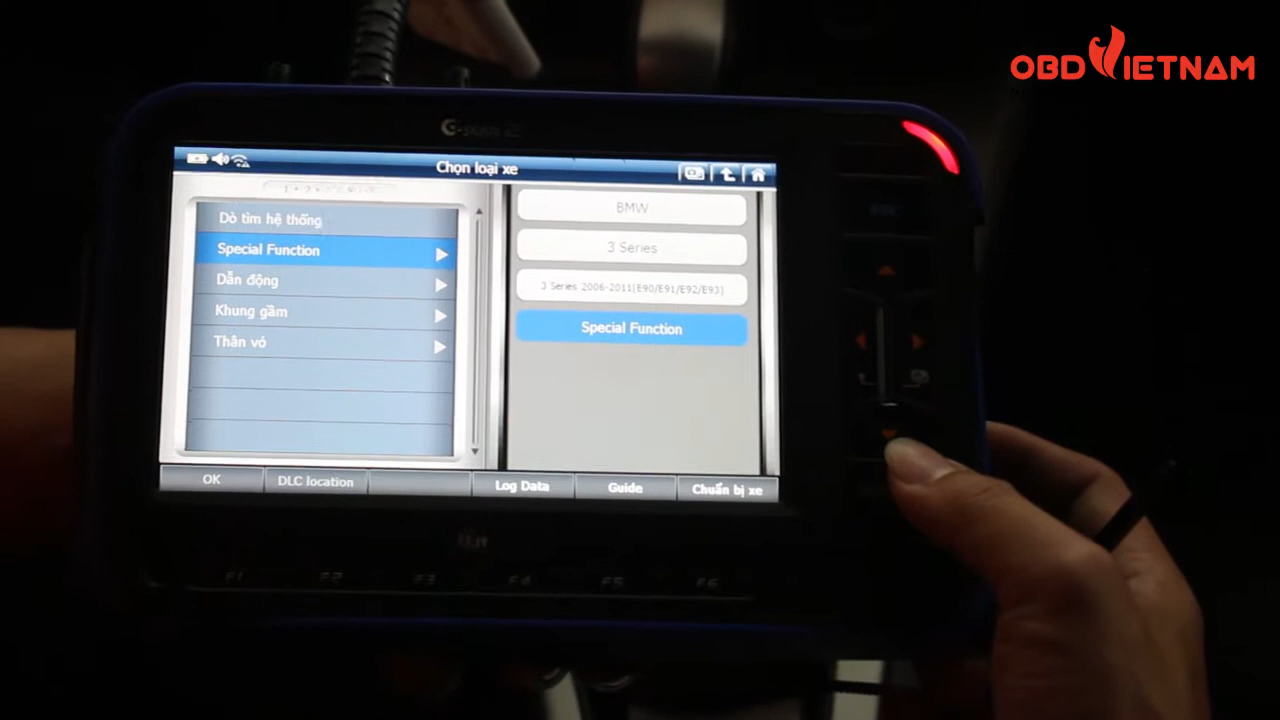 OBDVIETNAM
G-scan 2
Chọn loại xe
Dò tìm hệ thống
Special Function
Dẫn động
Khung gầm
Thân vỏ
BMW
3 Series
3 Series 2006-2011(E90/E91/E92/E93)
Special Function
OK
DLC location
Log Data
Guide
Chuẩn bị xe
F1
F2
F3
F4
F5
F6